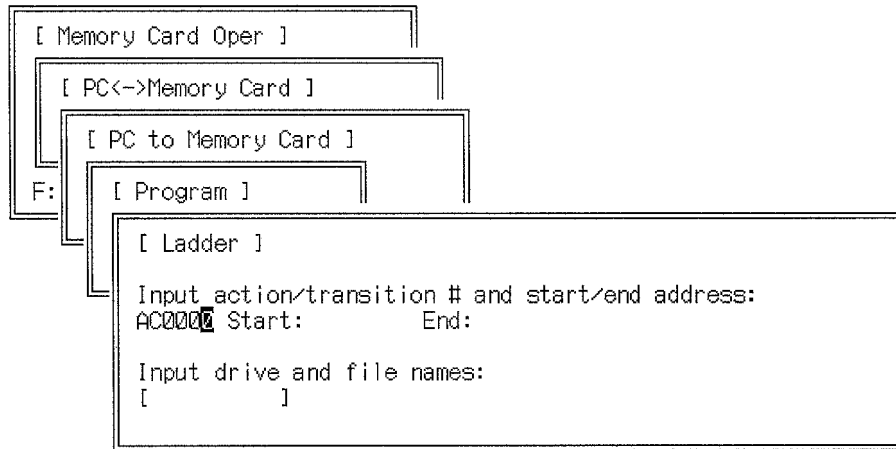 [ Memory Card Oper ]
[ PC<->Memory Card ]
[ PC to Memory Card ]
F:
[ Program ]
[ Ladder ]
Input action/transition # and start/end address:
AC0000 Start: End:
Input drive and file names:
[ ]